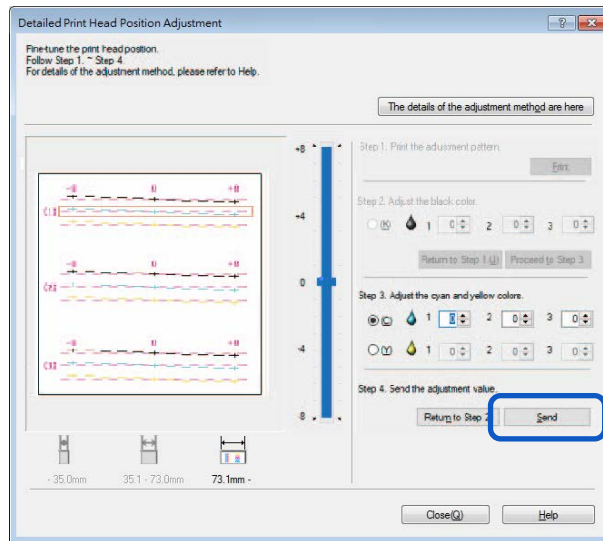 Detailed Print Head Position Adjustment
Fine-tune the print head position.
Follow Step 1. ~ Step 4.
For details of the adjustment method, please refer to Help.
The details of the adjustment method are here
+8
+4
0
-4
-8
-8 0 +8
(1)
-8 0 +8
(2)
-8 0 +8
(3)
- 35.0mm 35.1 - 73.0mm 73.1mm -
Step 1. Print the adjustment pattern.
Print
Step 2. Adjust the black color.
(K) 1 0 2 0 3 0
Return to Step 1.(J) Proceed to Step 3.
Step 3. Adjust the cyan and yellow colors.
(C) 1 0 2 0 3 0
(Y) 1 0 2 0 3 0
Step 4. Send the adjustment value.
Return to Step 2 Send
Close(Q) Help